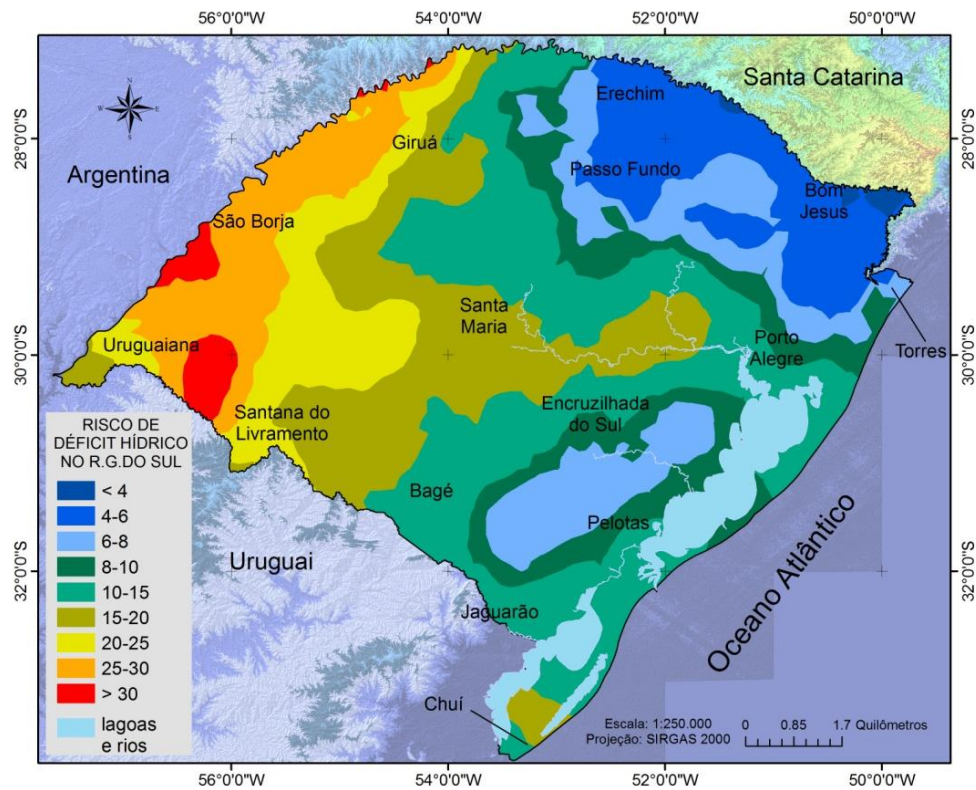 56°0'0"W 54°0'0"W 52°0'0"W 50°0'0"W
N
W E
S
Santa Catarina
Erechim
28°0'0"S
Giruá
28°0'0"S
Argentina
Passo Fundo
Bom
Jesus
São Borja
Santa
Maria
Uruguaiana
Porto
Alegre
Torres
30°0'0"S
30°0'0"S
Santana do
Livramento
Encruzilhada
do Sul
RISCO DE
DÉFICIT HÍDRICO
NO R.G.DO SUL
< 4
4-6
6-8
8-10
10-15
15-20
20-25
25-30
> 30
lagoas
e rios
Bagé
Pelotas
Uruguai
Oceano Atlântico
32°0'0"S
32°0'0"S
Jaguarão
Chuí
Escala: 1:250.000 0 0.85 1.7 Quilômetros
Projeção: SIRGAS 2000
56°0'0"W 54°0'0"W 52°0'0"W 50°0'0"W